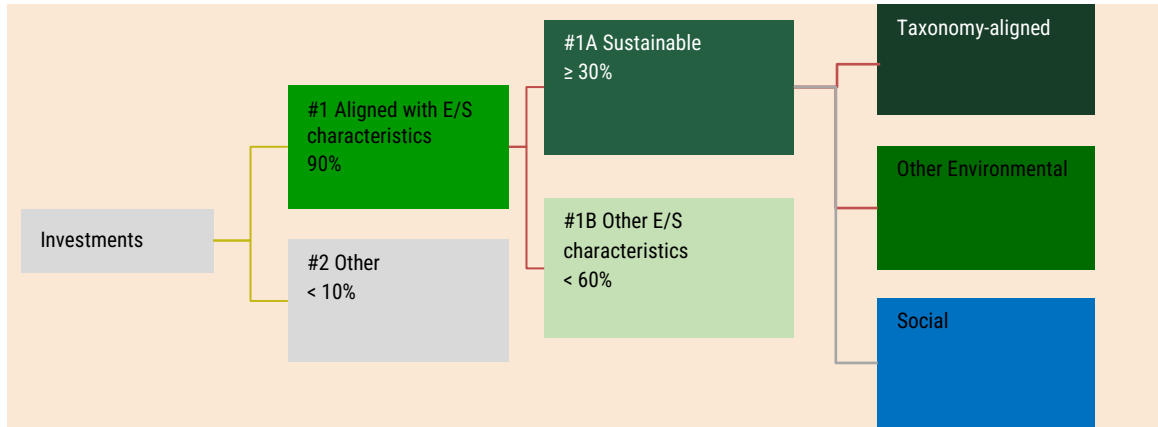 Investments
#1 Aligned with E/S
characteristics
90%
#2 Other
< 10%
#1A Sustainable
≥ 30%
#1B Other E/S
characteristics
< 60%
Taxonomy-aligned
Other Environmental
Social